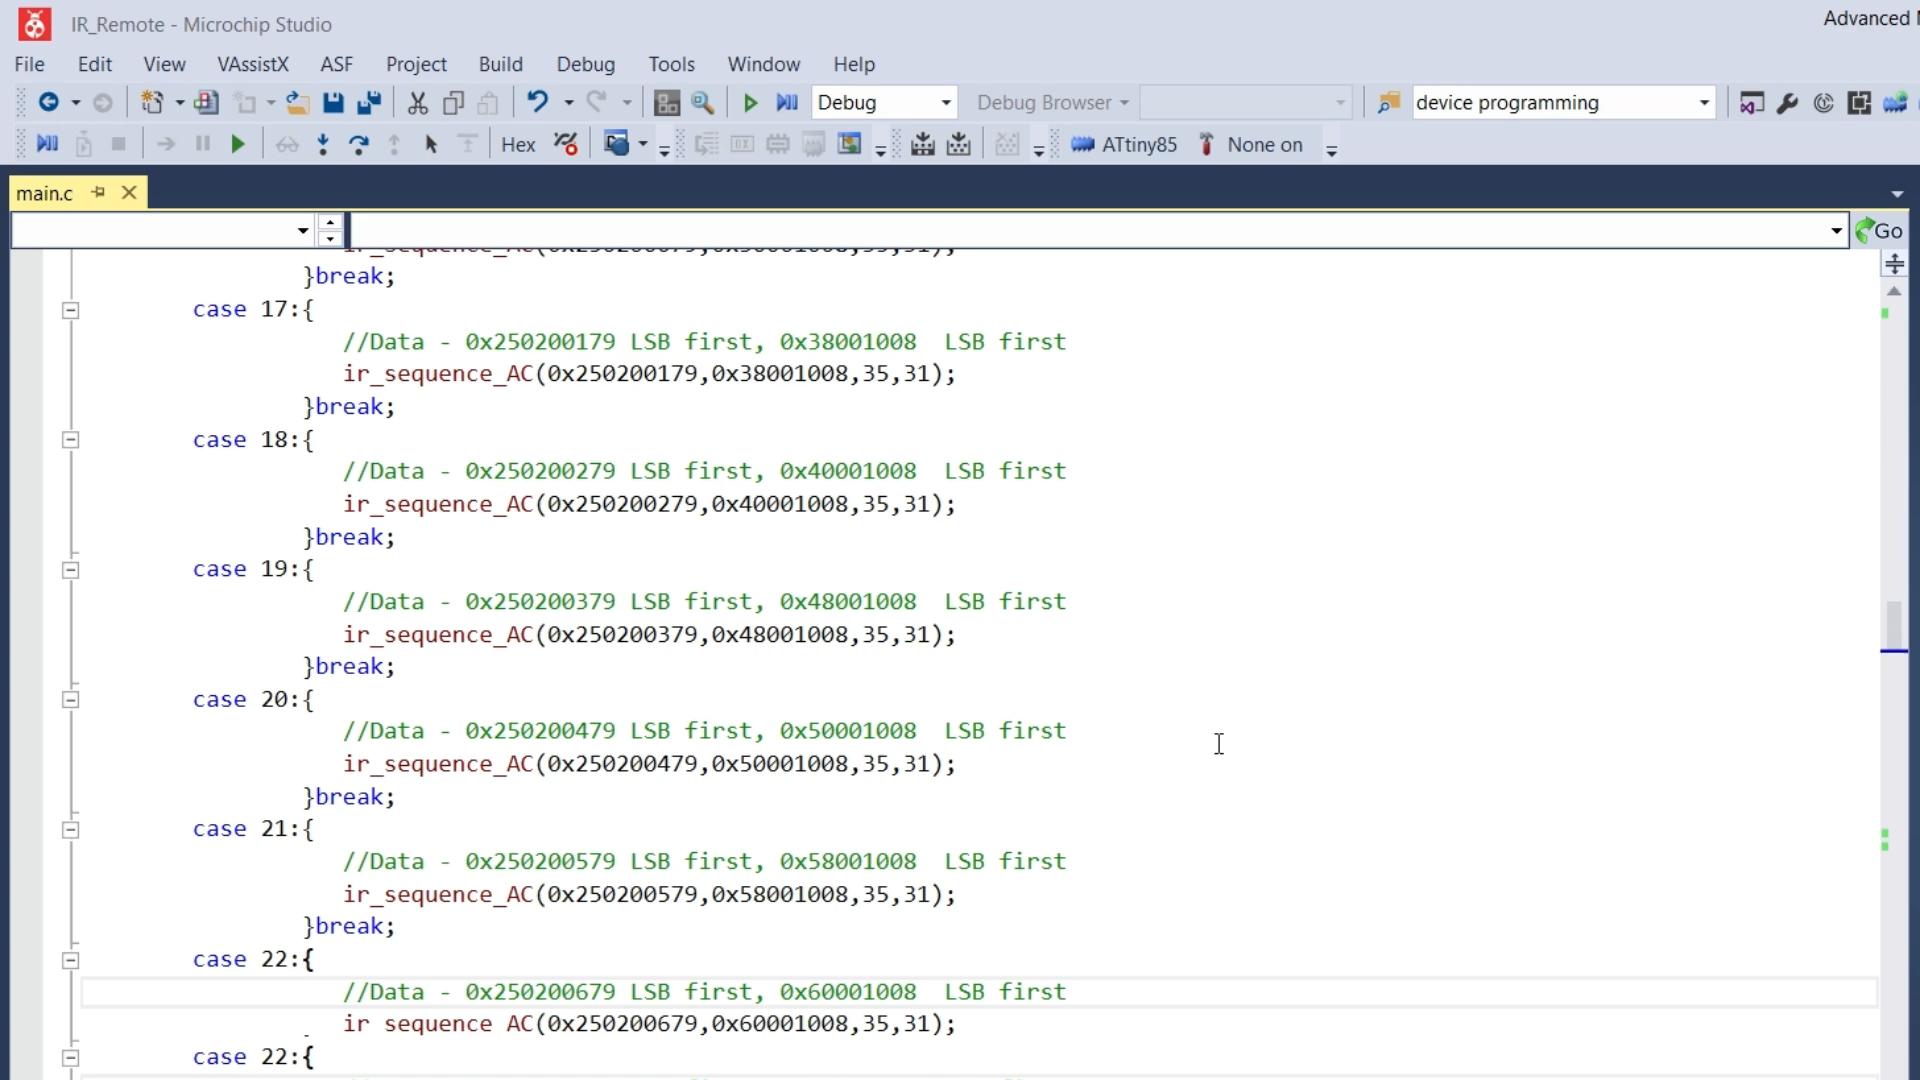 IR_Remote - Microchip Studio
Advanced
File Edit View VAssistX ASF Project Build Debug Tools Window Help
Debug Debug Browser device programming
Hex ATtiny85 None on
main.c
Go
}break;
case 17:{
//Data - 0x250200179 LSB first, 0x38001008  LSB first
ir_sequence_AC(0x250200179,0x38001008,35,31);
}break;
case 18:{
//Data - 0x250200279 LSB first, 0x40001008  LSB first
ir_sequence_AC(0x250200279,0x40001008,35,31);
}break;
case 19:{
//Data - 0x250200379 LSB first, 0x48001008  LSB first
ir_sequence_AC(0x250200379,0x48001008,35,31);
}break;
case 20:{
//Data - 0x250200479 LSB first, 0x50001008  LSB first
ir_sequence_AC(0x250200479,0x50001008,35,31);
}break;
case 21:{
//Data - 0x250200579 LSB first, 0x58001008  LSB first
ir_sequence_AC(0x250200579,0x58001008,35,31);
}break;
case 22:{
//Data - 0x250200679 LSB first, 0x60001008  LSB first
ir sequence AC(0x250200679,0x60001008,35,31);
case 22:{